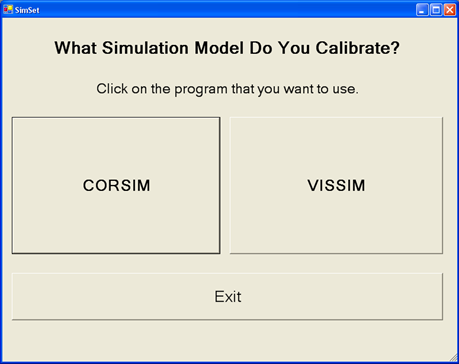 SimSet
What Simulation Model Do You Calibrate?
Click on the program that you want to use.
CORSIM
VISSIM
Exit